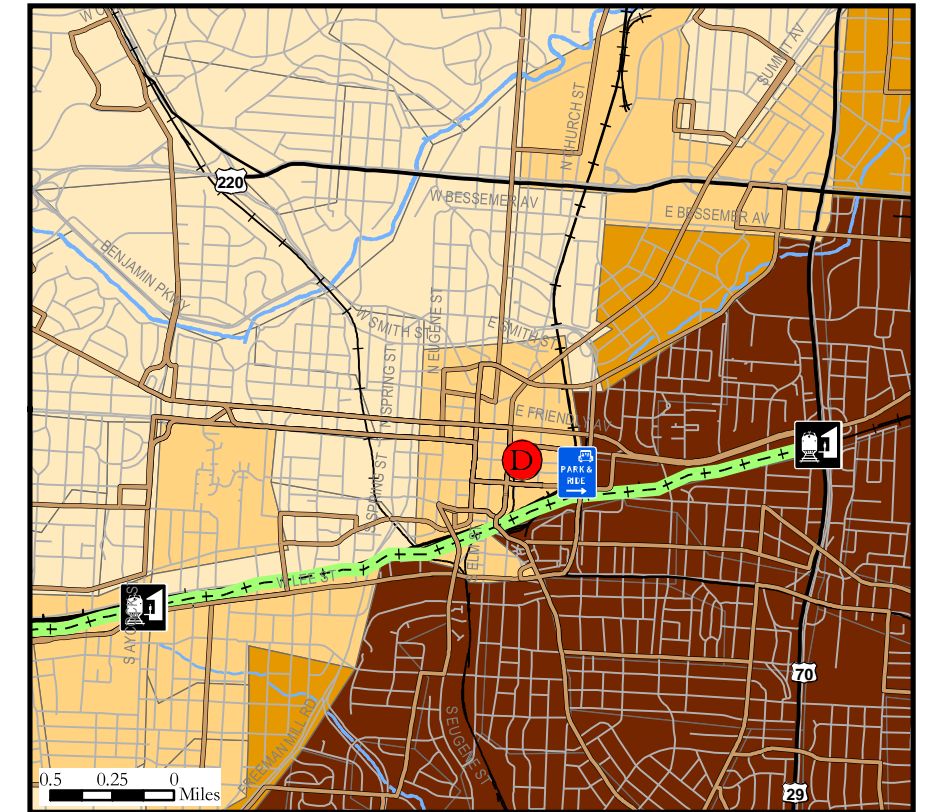 W C
SUMMIT AV
N CHURCH ST
220
W BESSEMER AV
E BESSEMER AV
BENJAMIN PKWY
W SMITH ST
E SMITH ST
N EUGENE ST
N SPRING ST
E FRIENDLY AV
D
PARK &
RIDE
S SPRING ST
ELM S
W LEE ST
S AYCOCK S
70
S EUGENE S
FREEMAN MILL RD
0.5 0.25 0
Miles
29